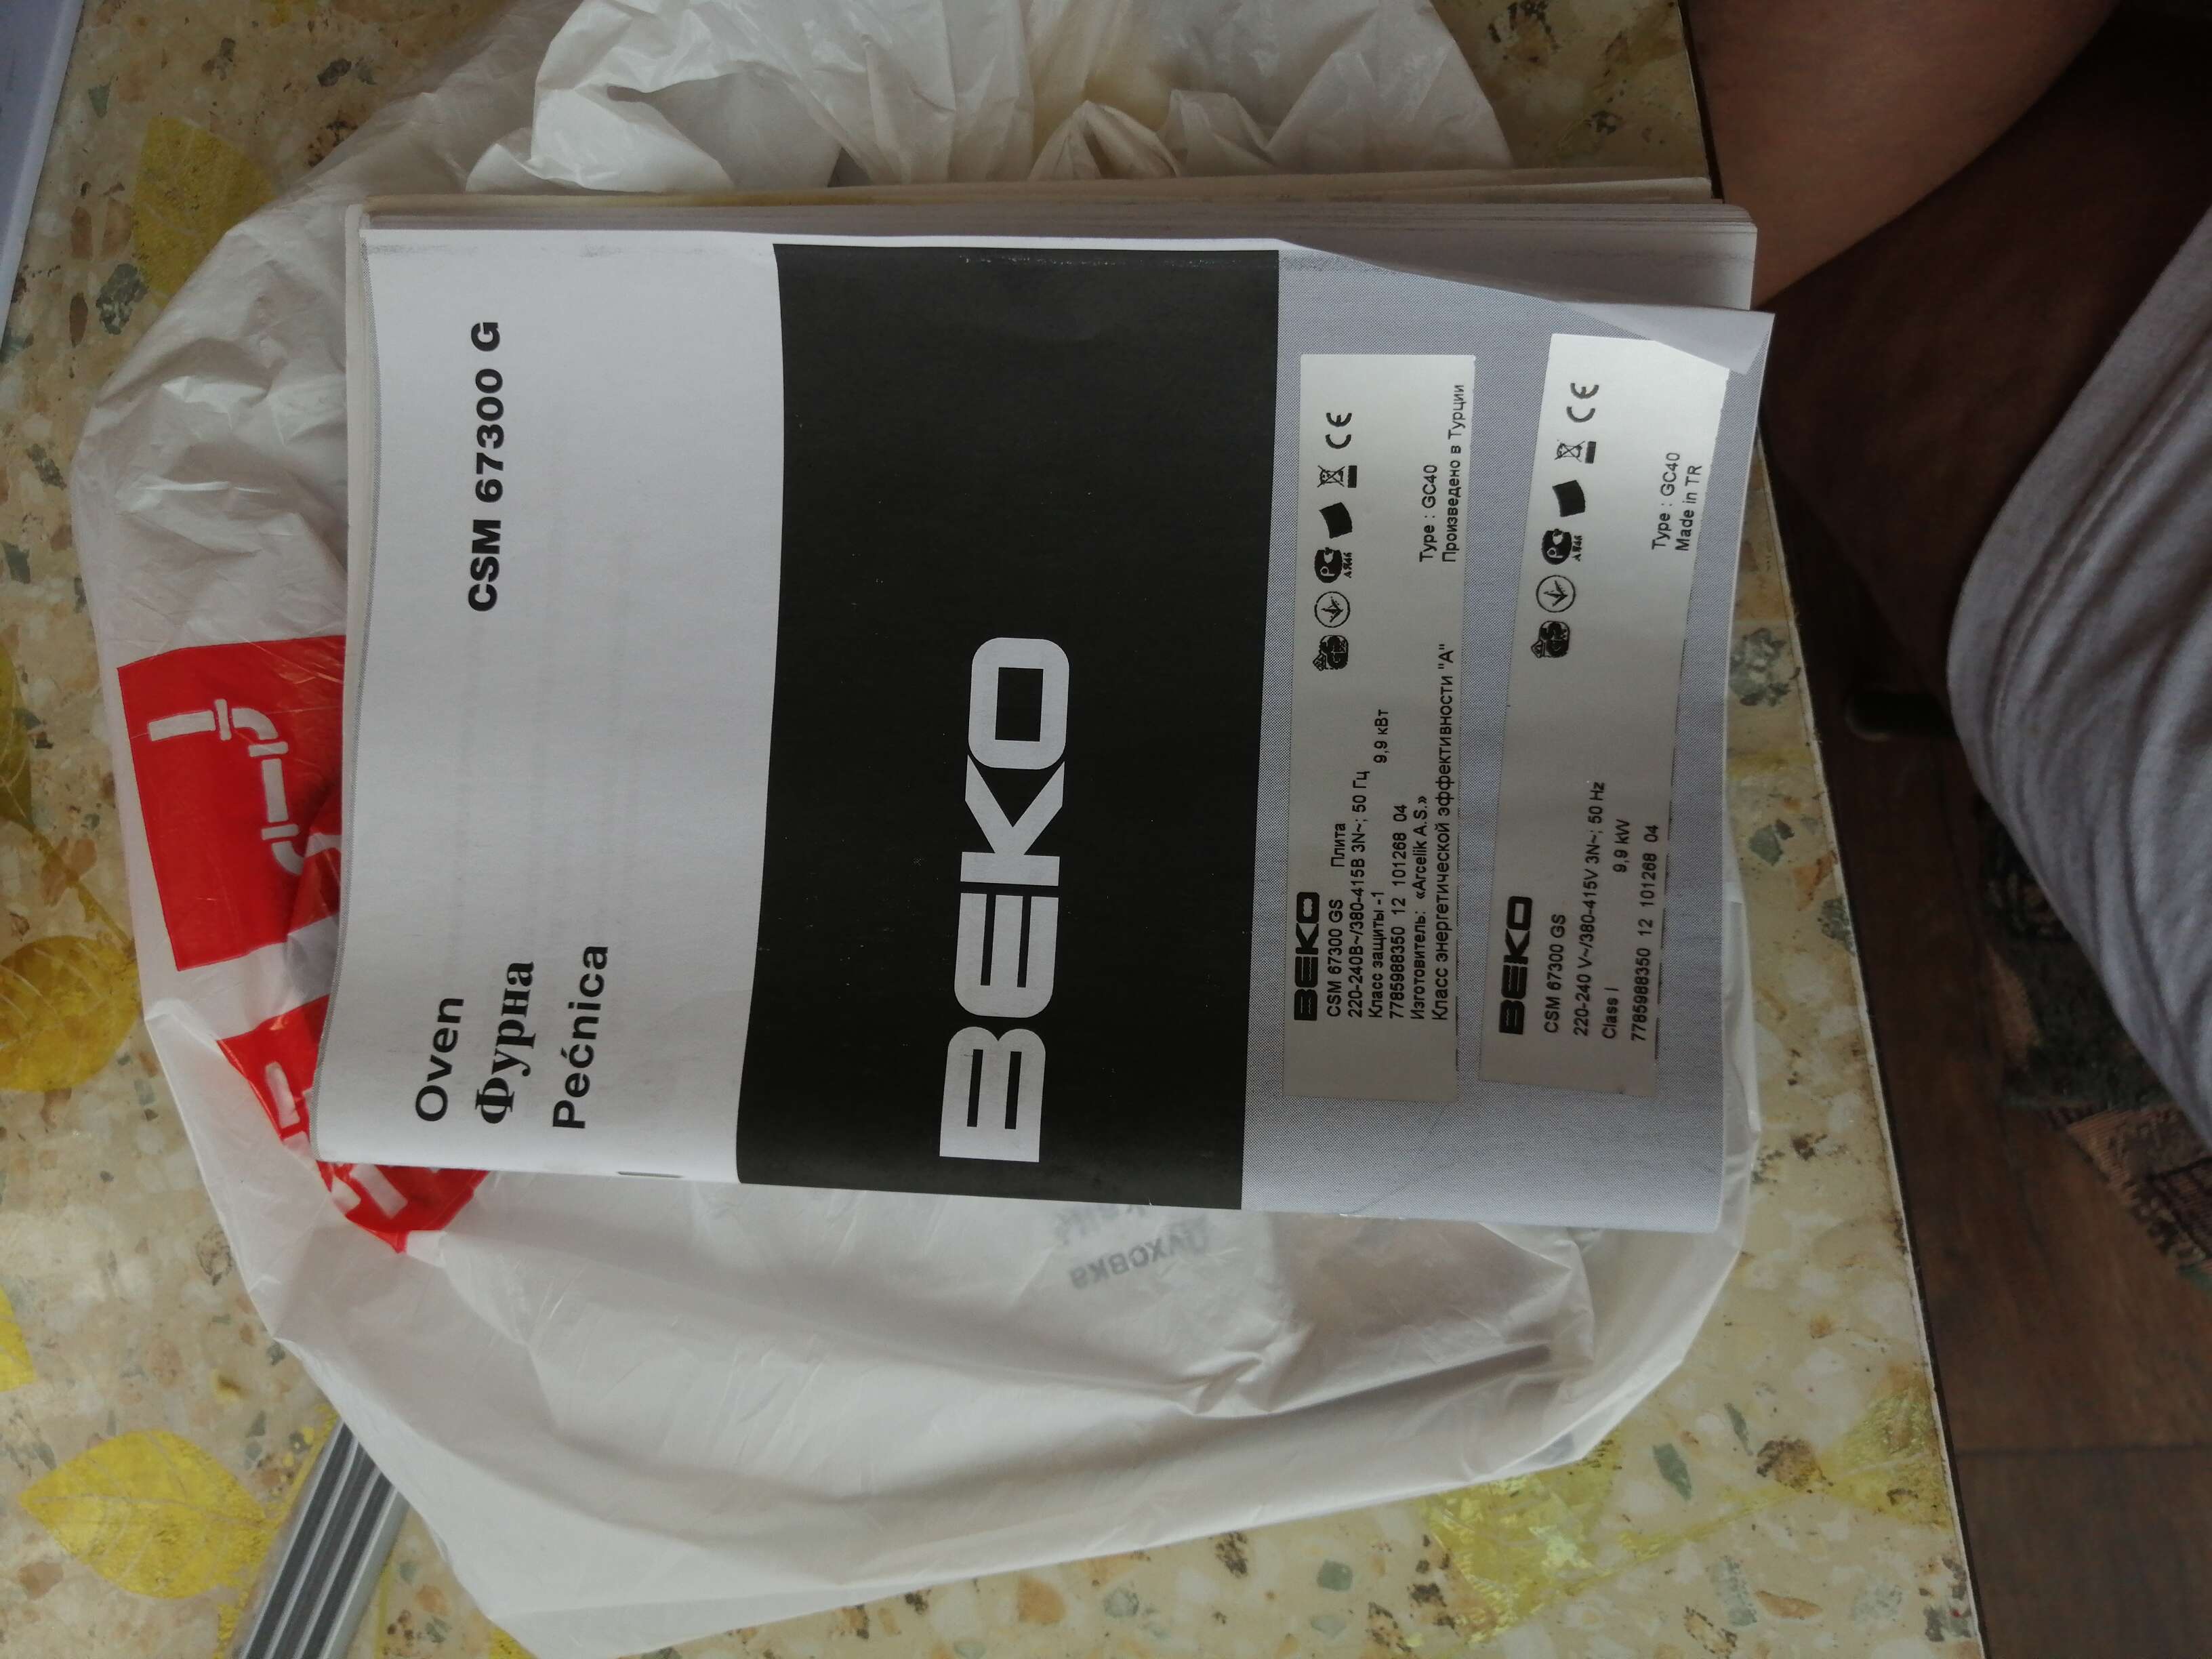 Oven
Фурна
Pećnica
CSM 67300 G
BEKO
BEKO
CSM 67300 GS Плита
220-240В~/380-415В 3N~; 50 Гц
Класс защиты -1 9,9 кВт
7785988350 12 101268 04
Изготовитель: «Arcelik A.S.»
Класс энергетической эффективности "А"
GS
CE
Type : GC40
Произведено в Турции
BEKO
CSM 67300 GS
220-240 V~/380-415V 3N~; 50 Hz
Class I 9,9 kW
7785988350 12 101268 04
GS
CE
Type : GC40
Made in TR